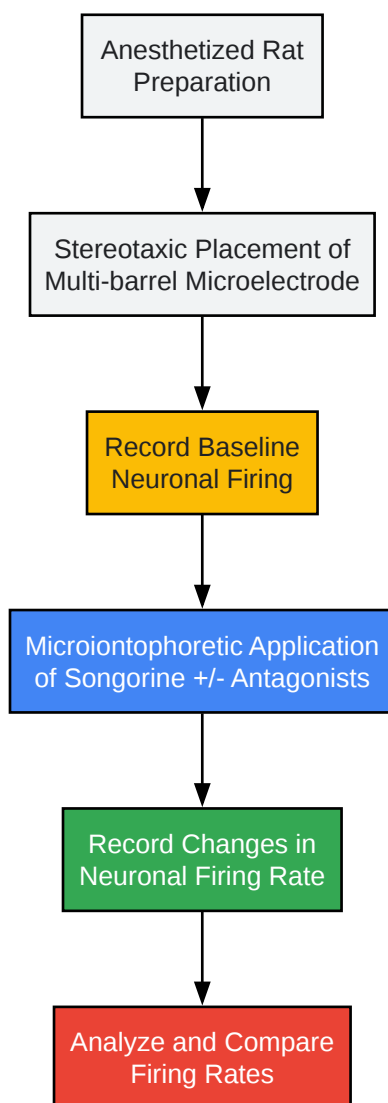 Anesthetized Rat
Preparation
Stereotaxic Placement of
Multi-barrel Microelectrode
Record Baseline
Neuronal Firing
Microiontophoretic Application
of Songorine +/- Antagonists
Record Changes in
Neuronal Firing Rate
Analyze and Compare
Firing Rates